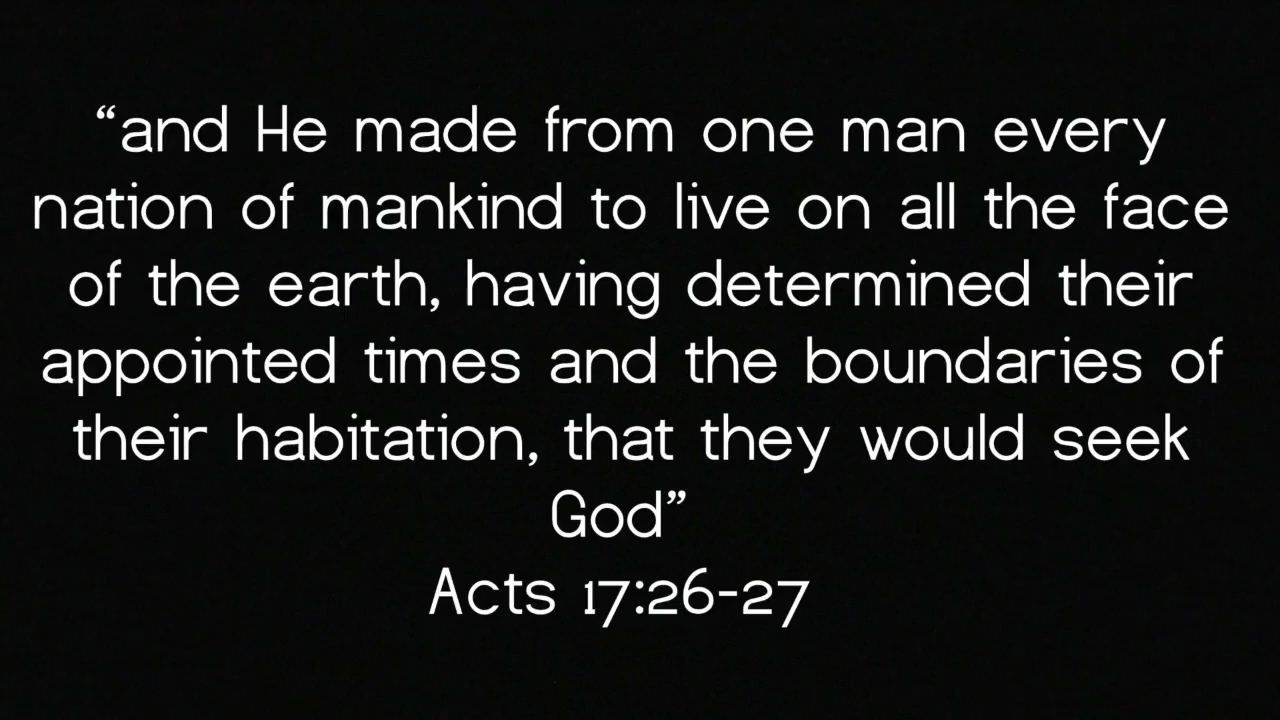 “and He made from one man every
nation of mankind to live on all the face
of the earth, having determined their
appointed times and the boundaries of
their habitation, that they would seek
God”
Acts 17:26-27